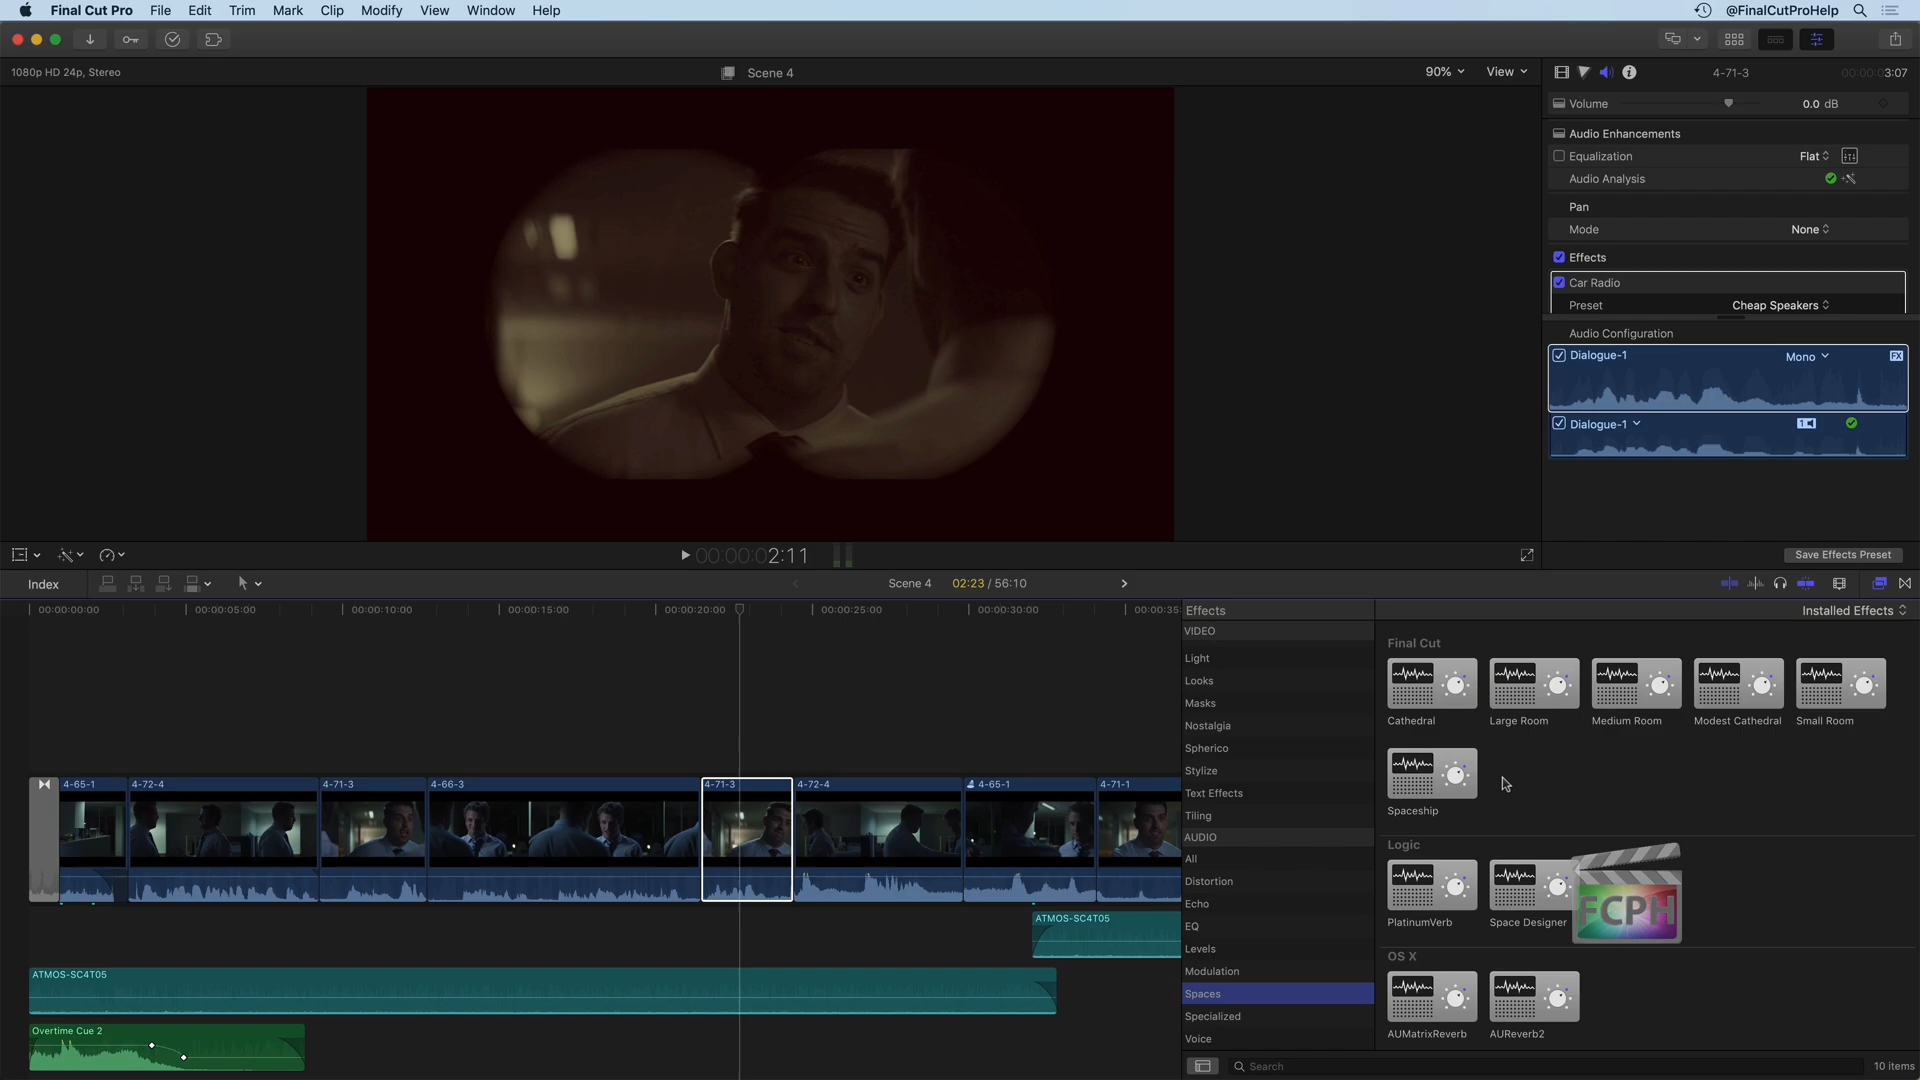 Final Cut Pro File Edit Trim Mark Clip Modify View Window Help @FinalCutProHelp
1080p HD 24p, Stereo Scene 4 90% View 4-71-3 00:00:03:07
Volume 0.0 dB
Audio Enhancements
Equalization Flat
Audio Analysis
Pan
Mode None
Effects
Car Radio
Preset Cheap Speakers
Audio Configuration
Dialogue-1 Mono FX
Dialogue-1 1
00:00:02:11 Save Effects Preset
Index Scene 4 02:23 / 56:10
00:00:00:00 00:00:05:00 00:00:10:00 00:00:15:00 00:00:20:00 00:00:25:00 00:00:30:00 00:00:35:
Effects Installed Effects
VIDEO
Light
Looks
Masks
Nostalgia
Spherico
Stylize
Text Effects
Tiling
AUDIO
All
Distortion
Echo
EQ
Levels
Modulation
Spaces
Specialized
Voice
Final Cut
Cathedral Large Room Medium Room Modest Cathedral Small Room
Spaceship
Logic
PlatinumVerb Space Designer
FCPH
OS X
AUMatrixReverb AUReverb2
Search 10 items
4-65-1 4-72-4 4-71-3 4-66-3 4-71-3 4-72-4 4-65-1 4-71-1
ATMOS-SC4T05
ATMOS-SC4T05
Overtime Cue 2